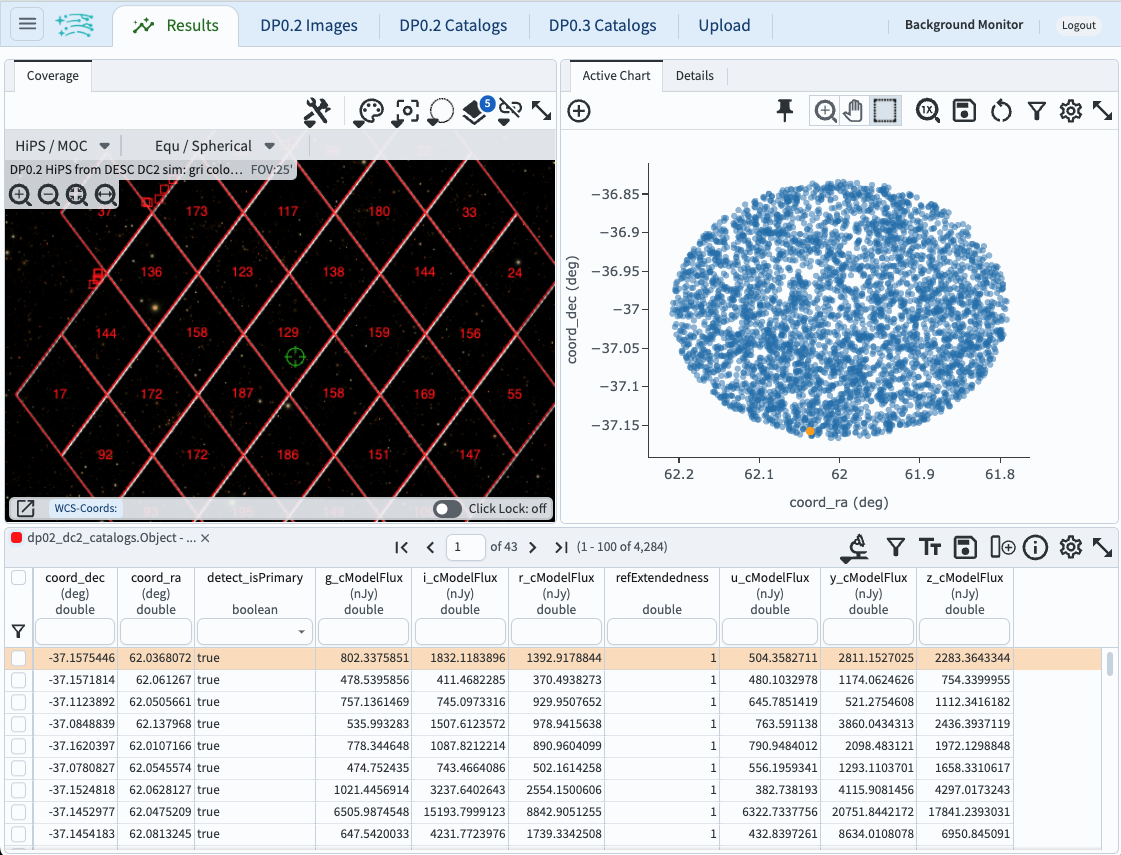 Results
DP0.2 Images
DP0.2 Catalogs
DP0.3 Catalogs
Upload
Background Monitor
Logout
Coverage
5
HiPS / MOC
Equ / Spherical
DP0.2 HiPS from DESC DC2 sim: gri colo... FOV:25'
37 173 117 180 33
136 123 138 144 24
144 158 129 159 156
17 172 187 158 169 55
92 172 186 151 147
WCS-Coords:
Click Lock: off
Active Chart
Details
1X
−36.85
−36.9
−36.95
−37
−37.05
−37.1
−37.15
coord_dec (deg)
62.2 62.1 62 61.9 61.8
coord_ra (deg)
dp02_dc2_catalogs.Object - ... ×
1 of 43 (1 - 100 of 4,284)
coord_dec coord_ra detect_isPrimary g_cModelFlux i_cModelFlux r_cModelFlux refExtendedness u_cModelFlux y_cModelFlux z_cModelFlux
(deg) (deg) (nJy) (nJy) (nJy) (nJy) (nJy) (nJy)
double double boolean double double double double double double double
-37.1575446 62.0368072 true 802.3375851 1832.1183896 1392.9178844 1 504.3582711 2811.1527025 2283.3643344
-37.1571814 62.061267 true 478.5395856 411.4682285 370.4938273 1 480.1032978 1174.0624626 754.3399955
-37.1123892 62.0505661 true 757.1361469 745.0973316 929.9507652 1 645.7851419 521.2754608 1112.3416182
-37.0848839 62.137968 true 535.993283 1507.6123572 978.9415638 1 763.591138 3860.0434313 2436.3937119
-37.1620397 62.0107166 true 778.344648 1087.8212214 890.9604099 1 790.9484012 2098.483121 1972.1298848
-37.0780827 62.0545574 true 474.752435 743.4664086 502.1614258 1 556.1959341 1293.1103701 1658.3310617
-37.1524818 62.0628127 true 1021.4456914 3237.6402643 2554.1500606 1 382.738193 4115.9081456 4297.0173243
-37.1452977 62.0475209 true 6505.9874548 15193.7999123 8842.9051255 1 6322.7337756 20751.8442172 17841.2393031
-37.1454183 62.0813245 true 647.5420033 4231.7723976 1739.3342508 1 432.8397261 8634.0108078 6950.845091